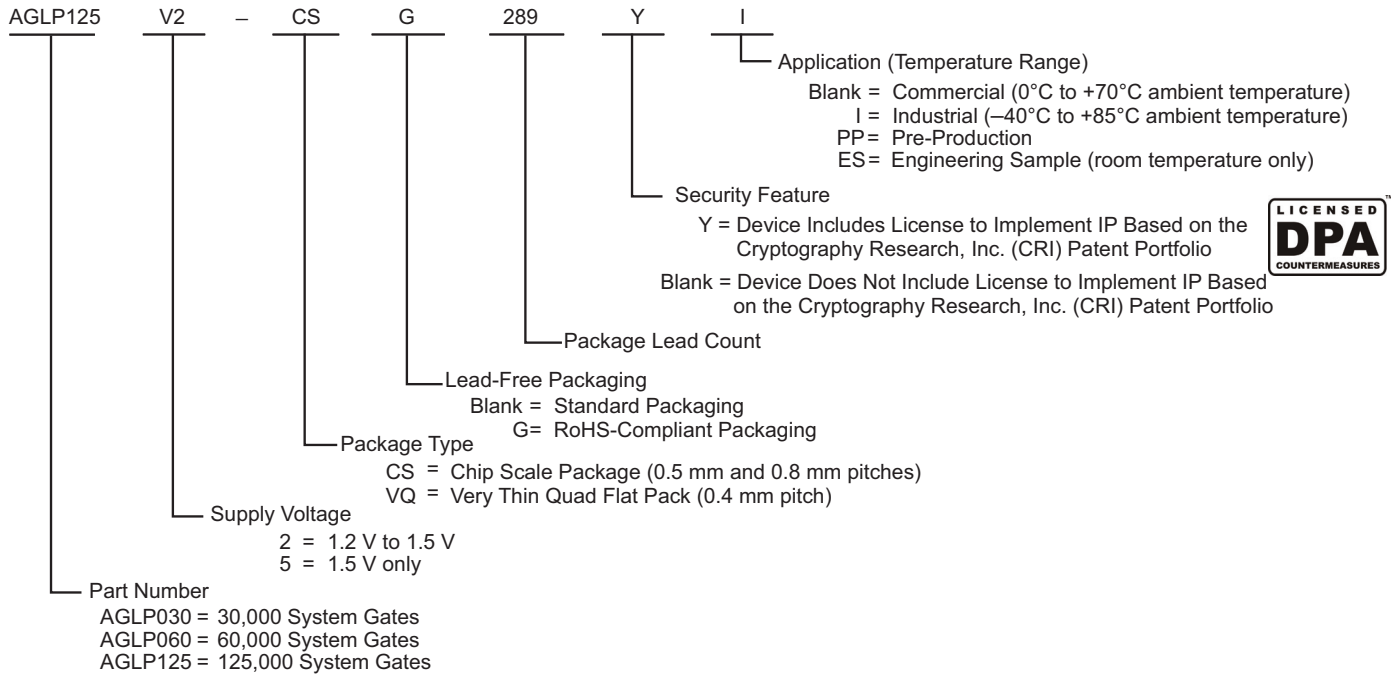 AGLP125 V2 – CS G 289 Y I
Application (Temperature Range)
Blank = Commercial (0°C to +70°C ambient temperature)
I = Industrial (–40°C to +85°C ambient temperature)
PP = Pre-Production
ES = Engineering Sample (room temperature only)
Security Feature
Y = Device Includes License to Implement IP Based on the
Cryptography Research, Inc. (CRI) Patent Portfolio
Blank = Device Does Not Include License to Implement IP Based
on the Cryptography Research, Inc. (CRI) Patent Portfolio
LICENSED ™
DPA
COUNTERMEASURES
Package Lead Count
Lead-Free Packaging
Blank = Standard Packaging
G= RoHS-Compliant Packaging
Package Type
CS = Chip Scale Package (0.5 mm and 0.8 mm pitches)
VQ = Very Thin Quad Flat Pack (0.4 mm pitch)
Supply Voltage
2 = 1.2 V to 1.5 V
5 = 1.5 V only
Part Number
AGLP030 = 30,000 System Gates
AGLP060 = 60,000 System Gates
AGLP125 = 125,000 System Gates